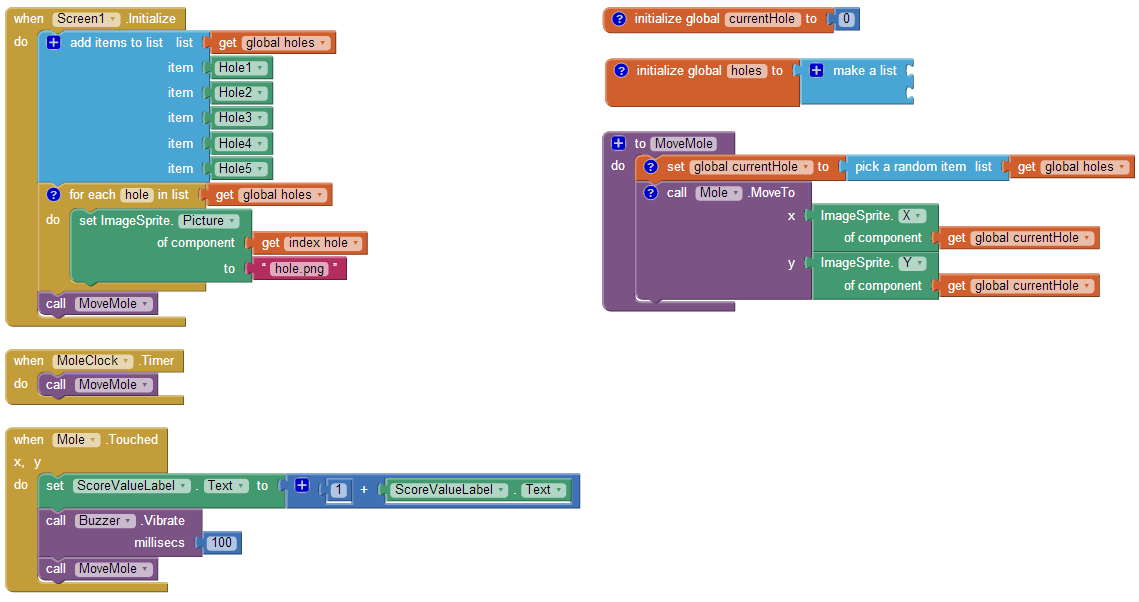 when Screen1 .Initialize
do add items to list list get global holes
item Hole1
item Hole2
item Hole3
item Hole4
item Hole5
for each hole in list get global holes
do set ImageSprite. Picture
of component get index hole
to " hole.png "
call MoveMole
when MoleClock .Timer
do call MoveMole
when Mole .Touched
x, y
do set ScoreValueLabel . Text to 1 + ScoreValueLabel . Text
call Buzzer .Vibrate
millisecs 100
call MoveMole
initialize global currentHole to 0
initialize global holes to make a list
to MoveMole
do set global currentHole to pick a random item list get global holes
call Mole .MoveTo
x ImageSprite. X
of component get global currentHole
y ImageSprite. Y
of component get global currentHole